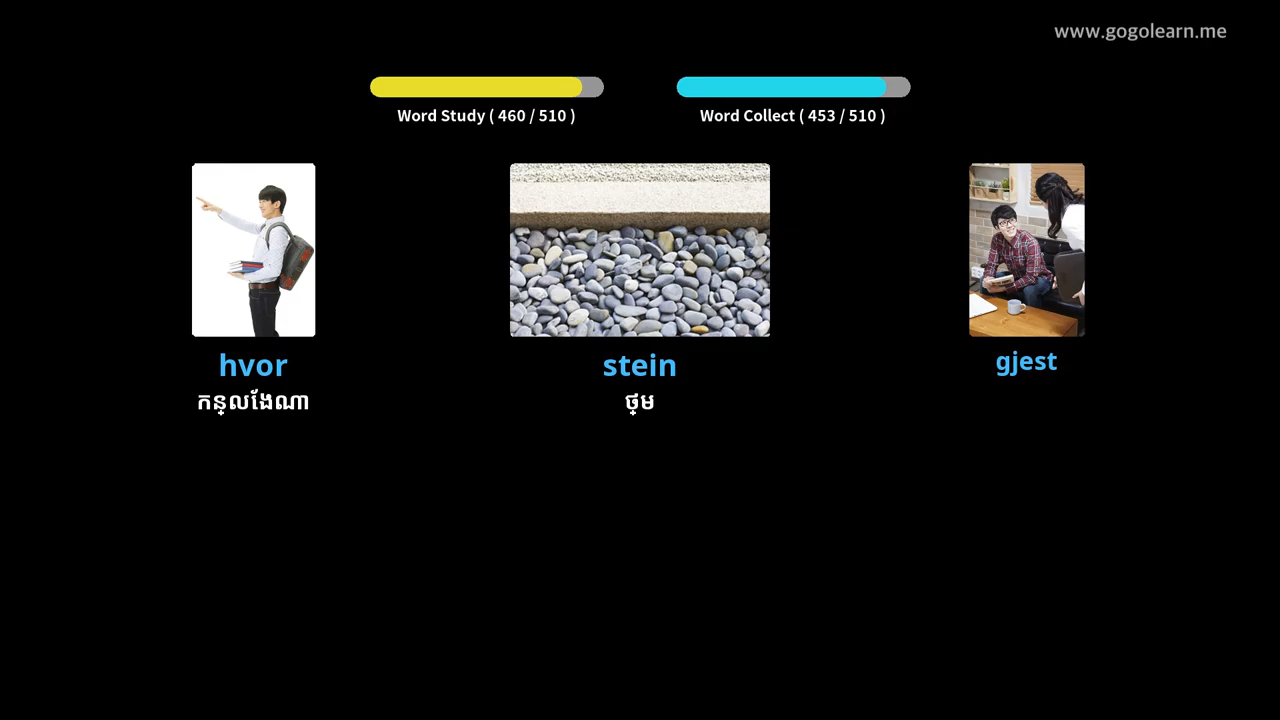 www.gogolearn.me
Word Study ( 460 / 510 )
Word Collect ( 453 / 510 )
hvor
stein
gjest
កន្លងែណា
ថ្ម